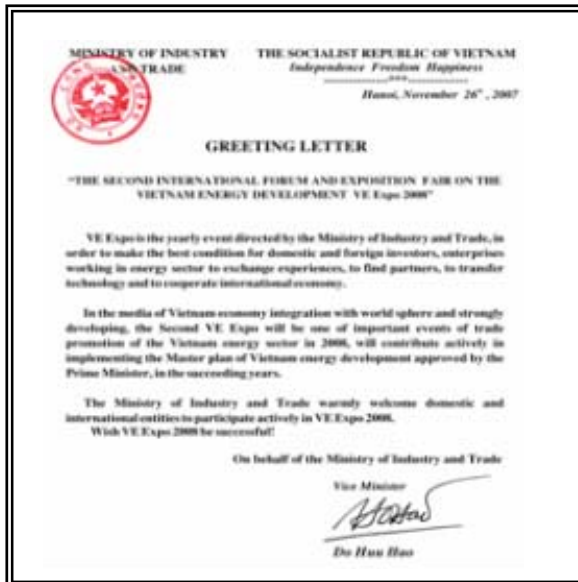 MINISTRY OF INDUSTRY
AND TRADE
THE SOCIALIST REPUBLIC OF VIETNAM
Independence Freedom Happiness
------------***------------
Hanoi, November 26th, 2007
GREETING LETTER
"THE SECOND INTERNATIONAL FORUM AND EXPOSITION FAIR ON THE
VIETNAM ENERGY DEVELOPMENT VE Expo 2008"
VE Expo is the yearly event directed by the Ministry of Industry and Trade, in
order to make the best condition for domestic and foreign investors, enterprises
working in energy sector to exchange experiences, to find partners, to transfer
technology and to cooperate international economy.
In the media of Vietnam economy integration with world sphere and strongly
developing, the Second VE Expo will be one of important events of trade
promotion of the Vietnam energy sector in 2008, will contribute actively in
implementing the Master plan of Vietnam energy development approved by the
Prime Minister, in the succeeding years.
The Ministry of Industry and Trade warmly welcome domestic and
international entities to participate actively in VE Expo 2008.
Wish VE Expo 2008 be successful!
On behalf of the Ministry of Industry and Trade
Vice Minister
Do Huu Hao